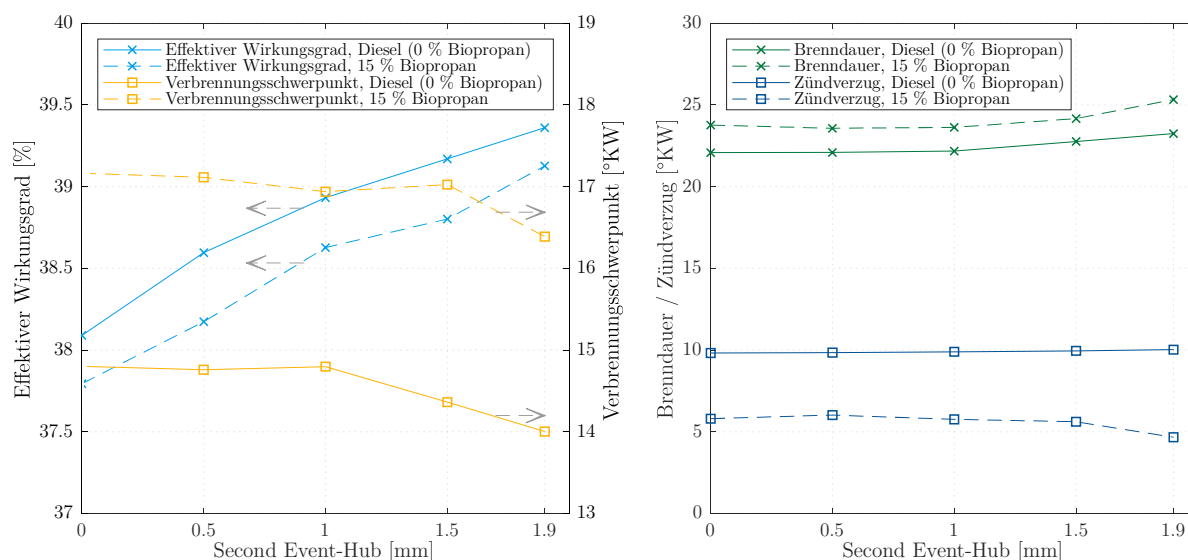 Effektiver Wirkungsgrad, Diesel (0 % Biopropan)
Effektiver Wirkungsgrad, 15 % Biopropan
Verbrennungsschwerpunkt, Diesel (0 % Biopropan)
Verbrennungsschwerpunkt, 15 % Biopropan
Effektiver Wirkungsgrad [%]
40
39.5
39
38.5
38
37.5
37
0
0.5
1
1.5
1.9
Second Event-Hub [mm]
19
18
17
16
15
14
13
Verbrennungsschwerpunkt [°KW]
Brenndauer, Diesel (0 % Biopropan)
Brenndauer, 15 % Biopropan
Zündverzug, Diesel (0 % Biopropan)
Zündverzug, 15 % Biopropan
Brenndauer / Zündverzug [°KW]
30
25
20
15
10
5
0
0
0.5
1
1.5
1.9
Second Event-Hub [mm]